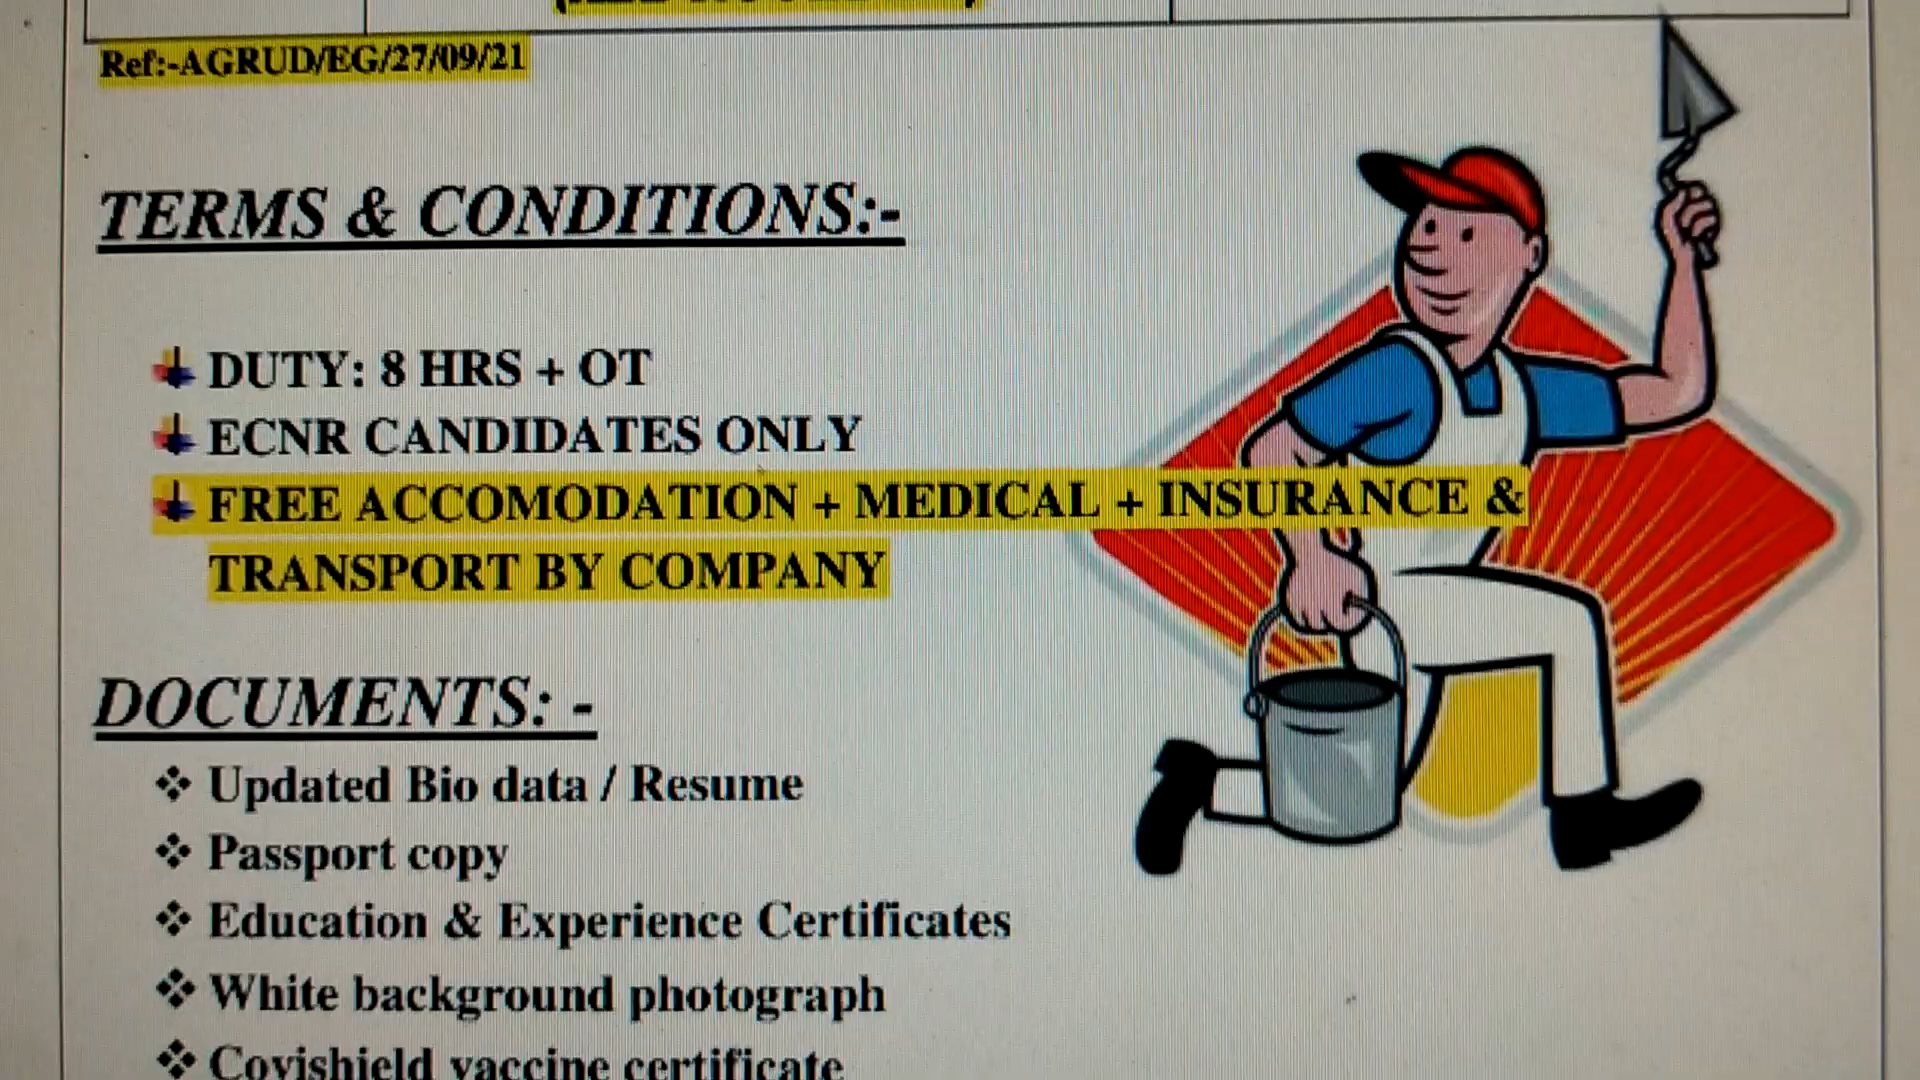 Ref:-AGRUD/EG/27/09/21
TERMS & CONDITIONS:-
DUTY: 8 HRS + OT
ECNR CANDIDATES ONLY
FREE ACCOMODATION + MEDICAL + INSURANCE &
TRANSPORT BY COMPANY
DOCUMENTS: -
Updated Bio data / Resume
Passport copy
Education & Experience Certificates
White background photograph
Covishield vaccine certificate